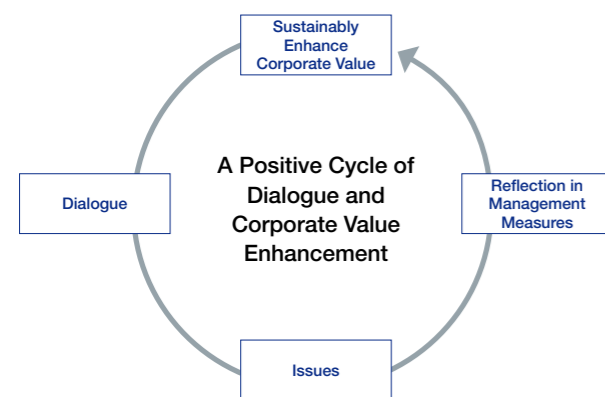 Sustainably
Enhance
Corporate Value
A Positive Cycle of
Dialogue and
Corporate Value
Enhancement
Dialogue
Reflection in
Management
Measures
Issues